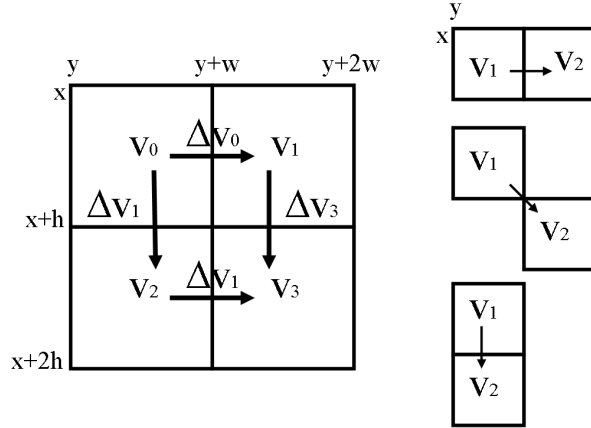 y y+w y+2w
x
V0 ΔV0 V1
ΔV1 ΔV3
x+h
V2 ΔV1 V3
x+2h
y
x
V1 V2
V1
V2
V1
V2